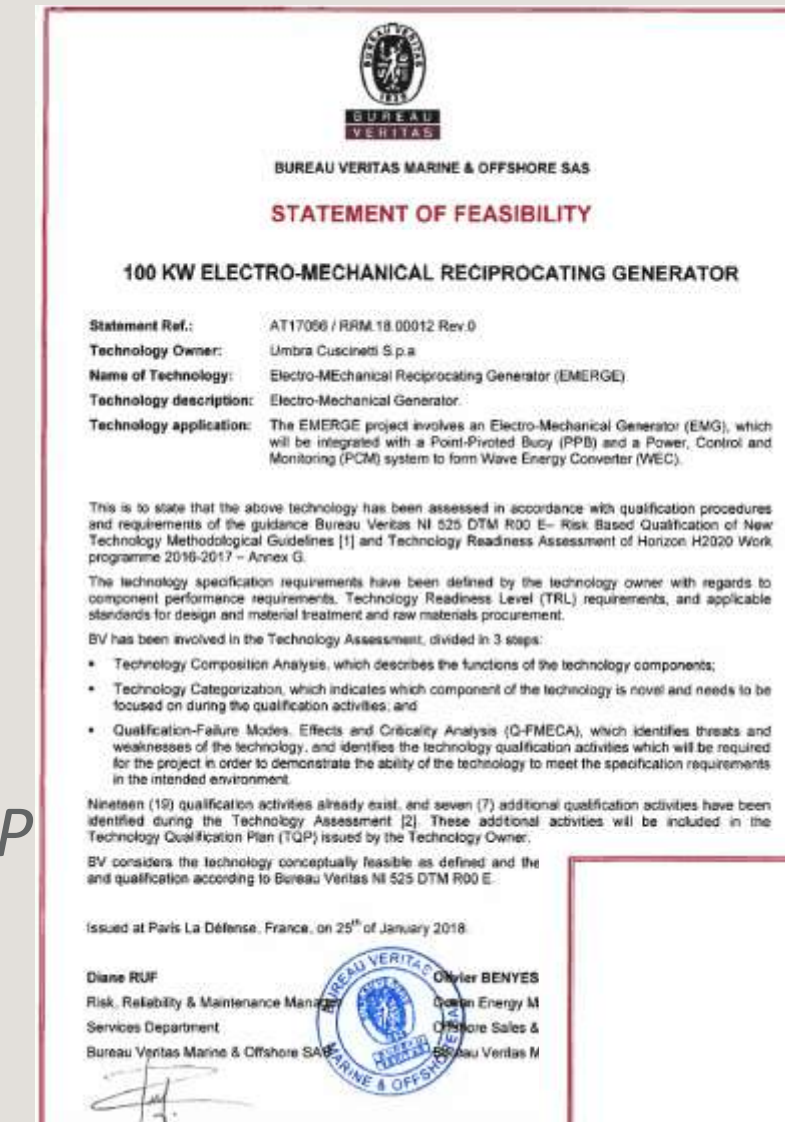 BUREAU VERITAS
1828
BUREAU
VERITAS
BUREAU VERITAS MARINE & OFFSHORE SAS
STATEMENT OF FEASIBILITY
100 KW ELECTRO-MECHANICAL RECIPROCATING GENERATOR
Statement Ref.: AT17066 / RRM.18.00012 Rev.0
Technology Owner: Umbra Cuscinetti S.p.a
Name of Technology: Electro-MEchanical Reciprocating Generator (EMERGE)
Technology description: Electro-Mechanical Generator.
Technology application: The EMERGE project involves an Electro-Mechanical Generator (EMG), which
will be integrated with a Point-Pivoted Buoy (PPB) and a Power, Control and
Monitoring (PCM) system to form Wave Energy Converter (WEC).
This is to state that the above technology has been assessed in accordance with qualification procedures
and requirements of the guidance Bureau Veritas NI 525 DTM R00 E– Risk Based Qualification of New
Technology Methodological Guidelines [1] and Technology Readiness Assessment of Horizon H2020 Work
programme 2016-2017 – Annex G.
The technology specification requirements have been defined by the technology owner with regards to
component performance requirements, Technology Readiness Level (TRL) requirements, and applicable
standards for design and material treatment and raw materials procurement.
BV has been involved in the Technology Assessment, divided in 3 steps:
• Technology Composition Analysis, which describes the functions of the technology components;
• Technology Categorization, which indicates which component of the technology is novel and needs to be
focused on during the qualification activities; and
• Qualification-Failure Modes, Effects and Criticality Analysis (Q-FMECA), which identifies threats and
weaknesses of the technology, and identifies the technology qualification activities which will be required
for the project in order to demonstrate the ability of the technology to meet the specification requirements
in the intended environment.
P
Nineteen (19) qualification activities already exist, and seven (7) additional qualification activities have been
identified during the Technology Assessment [2]. These additional activities will be included in the
Technology Qualification Plan (TQP) issued by the Technology Owner.
BV considers the technology conceptually feasible as defined and the
and qualification according to Bureau Veritas NI 525 DTM R00 E.
Issued at Paris La Défense, France, on 25th of January 2018.
Diane RUF Olivier BENYES
Risk, Reliability & Maintenance Manager Ocean Energy M
Services Department Offshore Sales &
Bureau Veritas Marine & Offshore SAS Bureau Veritas M
BUREAU VERITAS
MARINE & OFFSHORE